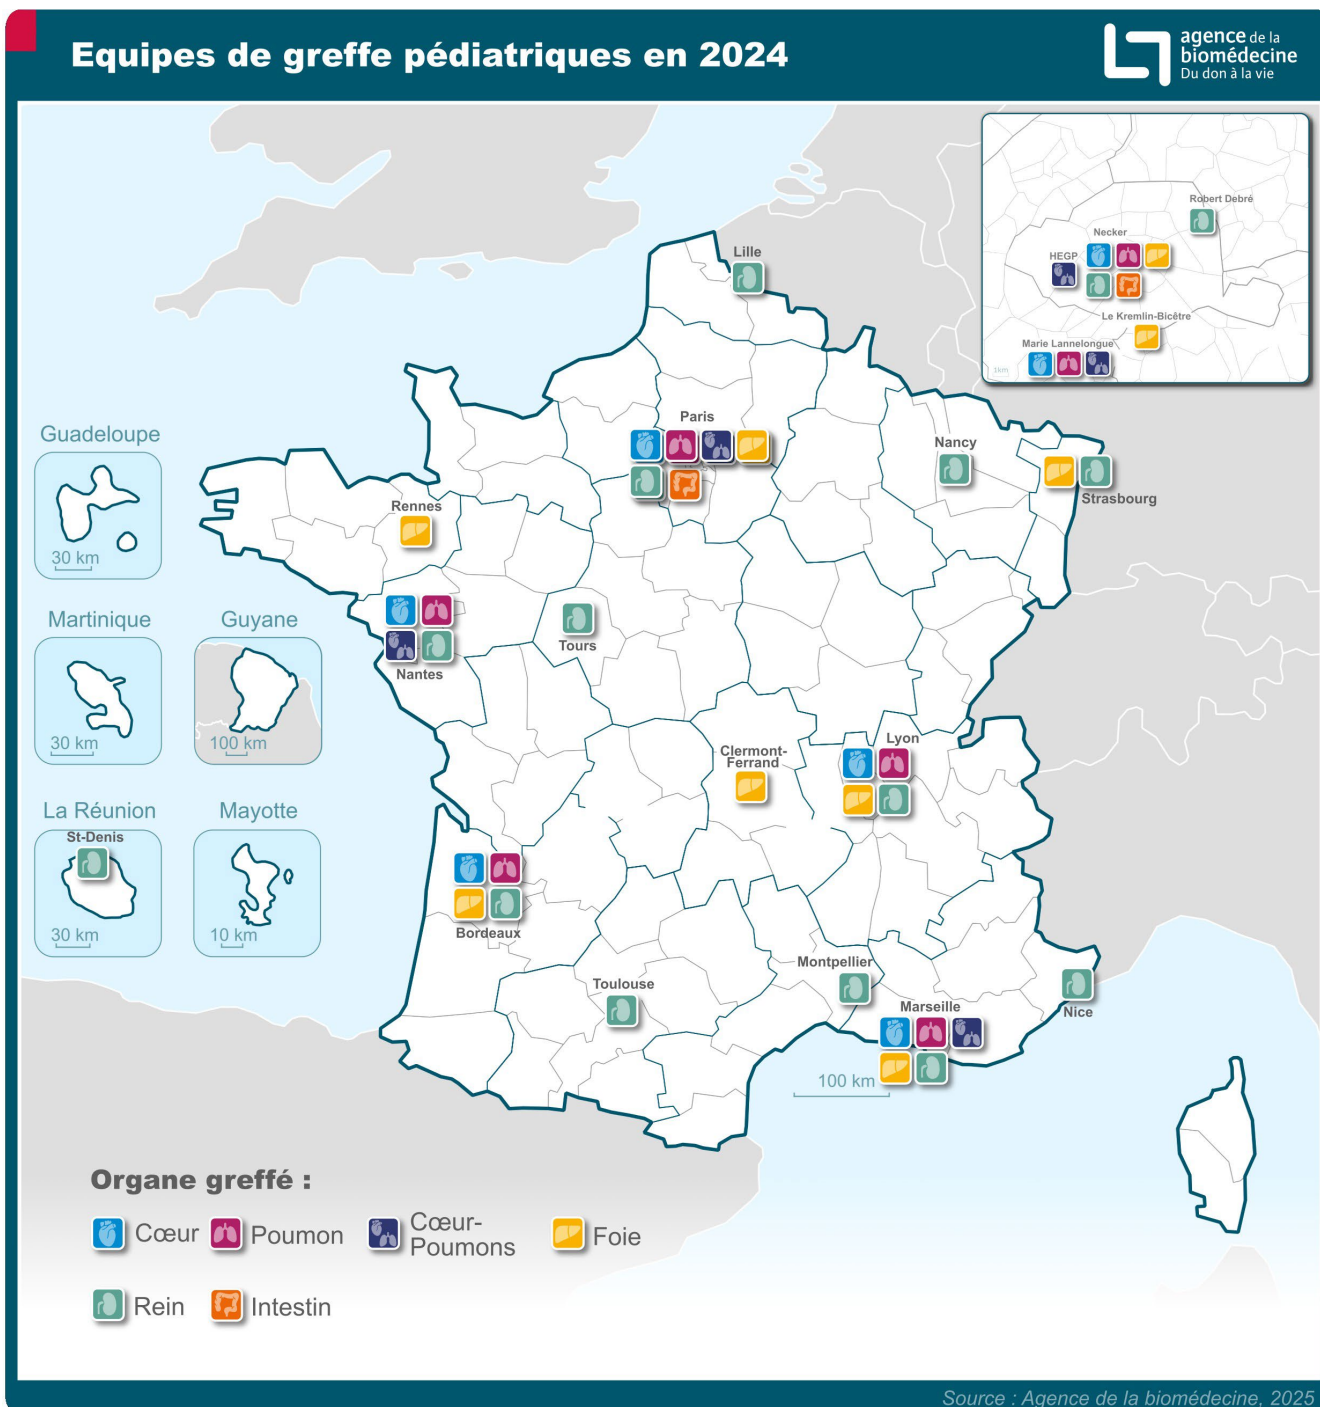 Equipes de greffe pédiatriques en 2024
agence de la
biomédecine
Du don à la vie
Robert Debré
Necker
HEGP
Le Kremlin-Bicêtre
Marie Lannelongue
1km
Lille
Paris
Nancy
Strasbourg
Rennes
Nantes
Tours
Clermont-
Ferrand
Lyon
Bordeaux
Toulouse
Montpellier
Marseille
Nice
100 km
Guadeloupe
30 km
Martinique
30 km
Guyane
100 km
La Réunion
St-Denis
30 km
Mayotte
10 km
Organe greffé :
Cœur
Poumon
Cœur-
Poumons
Foie
Rein
Intestin
Source : Agence de la biomédecine, 2025